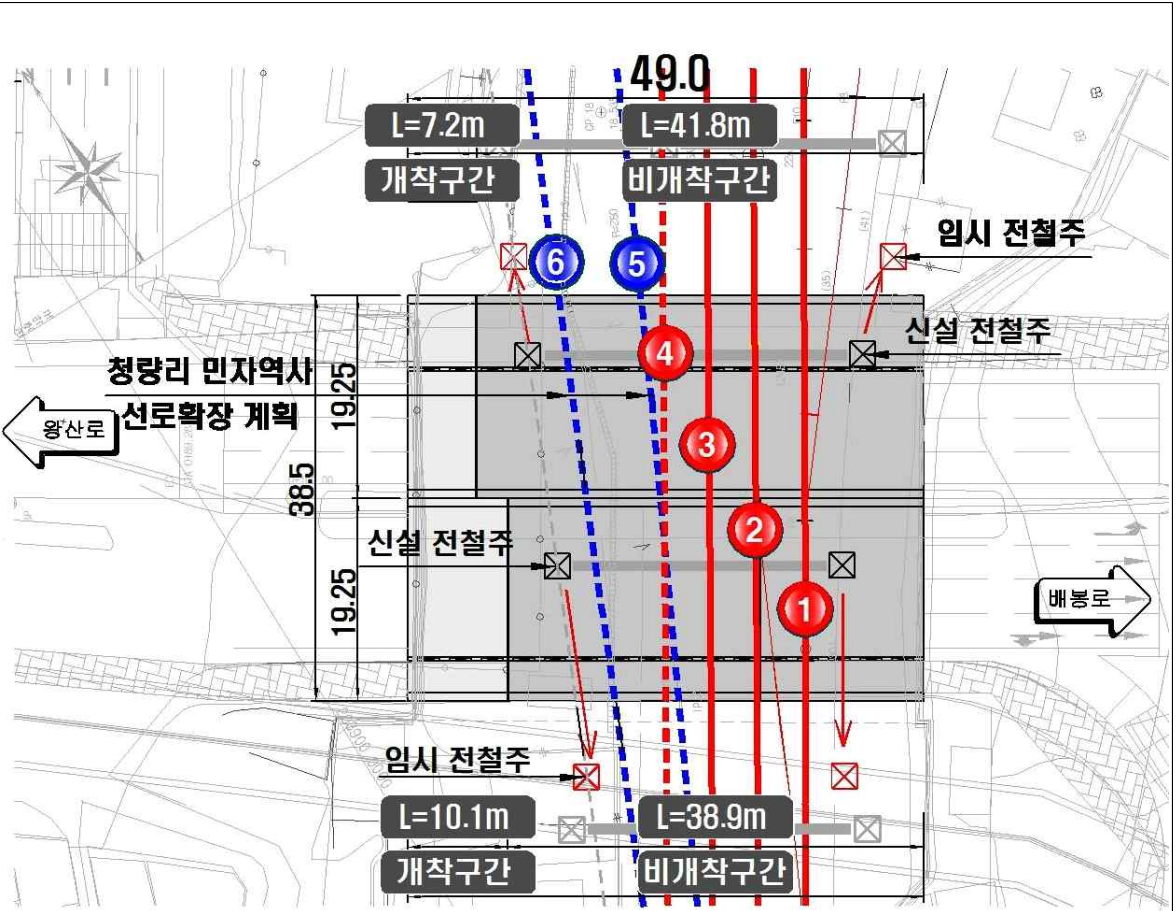 49.0
L=7.2m
L=41.8m
개착구간
비개착구간
임시 전철주
6
5
신설 전철주
4
청량리 민자역사
선로확장 계획
왕산로
19.25
3
38.5
2
신설 전철주
19.25
1
배봉로
임시 전철주
L=10.1m
L=38.9m
개착구간
비개착구간